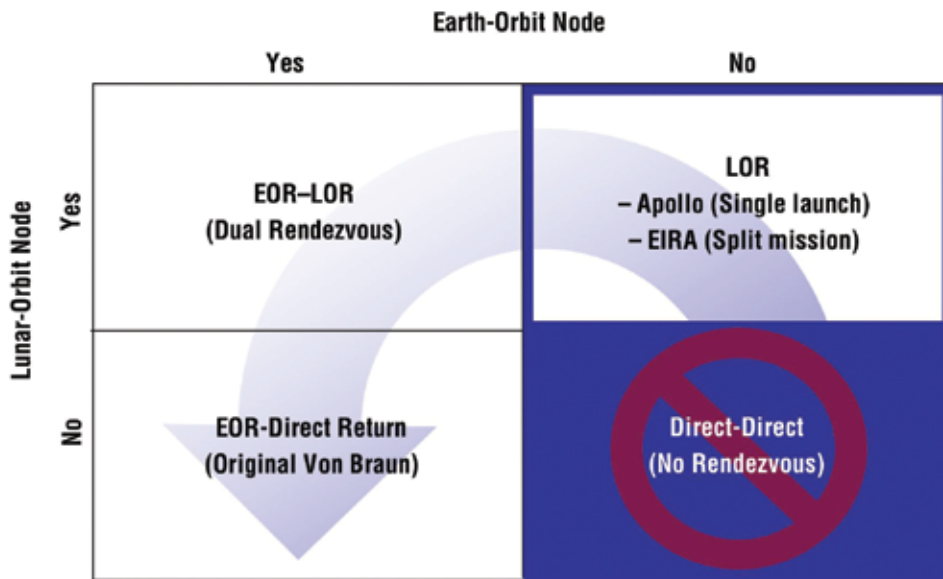 Earth-Orbit Node
Yes
No
Lunar-Orbit Node
Yes
EOR–LOR
(Dual Rendezvous)
LOR
– Apollo (Single launch)
– EIRA (Split mission)
No
EOR-Direct Return
(Original Von Braun)
Direct-Direct
(No Rendezvous)